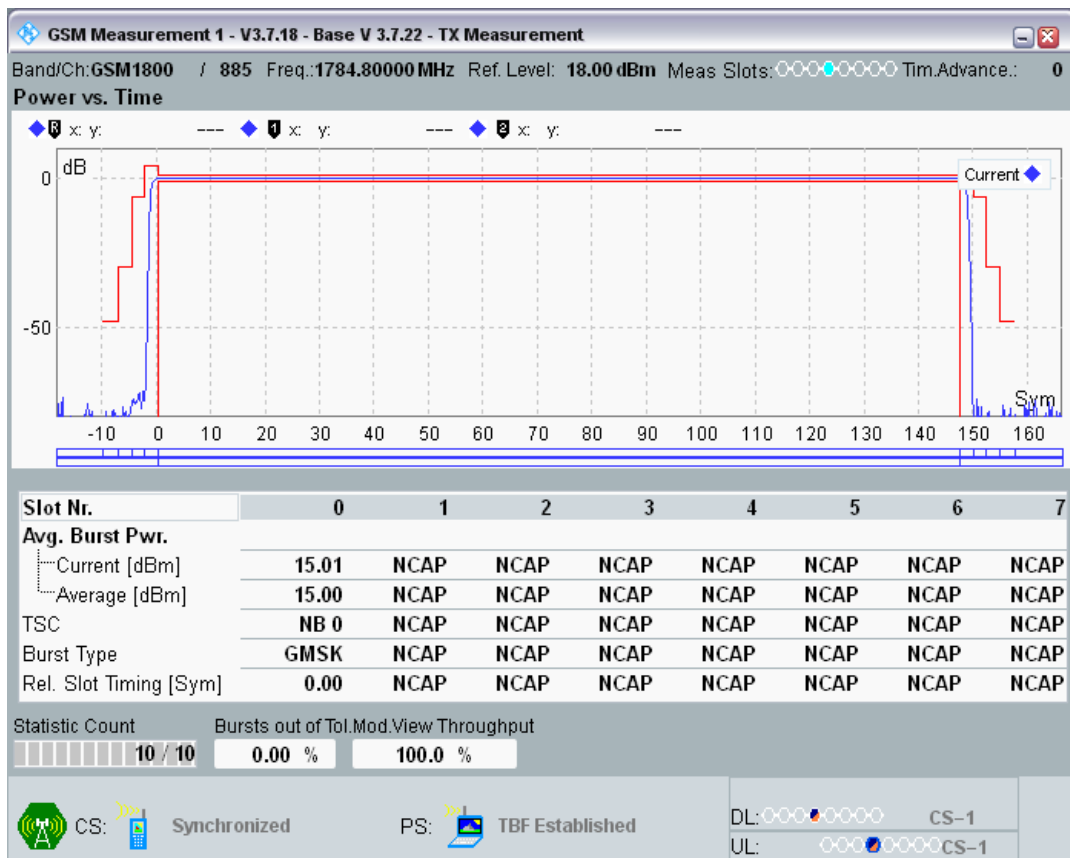 GSM Measurement 1 - V3.7.18 - Base V 3.7.22 - TX Measurement
Band/Ch:GSM1800 / 885 Freq.:1784.80000 MHz Ref. Level: 18.00 dBm Meas Slots: Tim.Advance.: 0
Power vs. Time
R x: y: --- 1 x: y: --- 2 x: y: ---
dB
0
Current
-50
Sym
-10 0 10 20 30 40 50 60 70 80 90 100 110 120 130 140 150 160
Slot Nr. 0 1 2 3 4 5 6 7
Avg. Burst Pwr.
Current [dBm] 15.01 NCAP NCAP NCAP NCAP NCAP NCAP NCAP
Average [dBm] 15.00 NCAP NCAP NCAP NCAP NCAP NCAP NCAP
TSC NB 0 NCAP NCAP NCAP NCAP NCAP NCAP NCAP
Burst Type GMSK NCAP NCAP NCAP NCAP NCAP NCAP NCAP
Rel. Slot Timing [Sym] 0.00 NCAP NCAP NCAP NCAP NCAP NCAP NCAP
Statistic Count Bursts out of Tol.Mod.View Throughput
10 / 10 0.00 % 100.0 %
CS: Synchronized PS: TBF Established
DL: CS-1
UL: CS-1